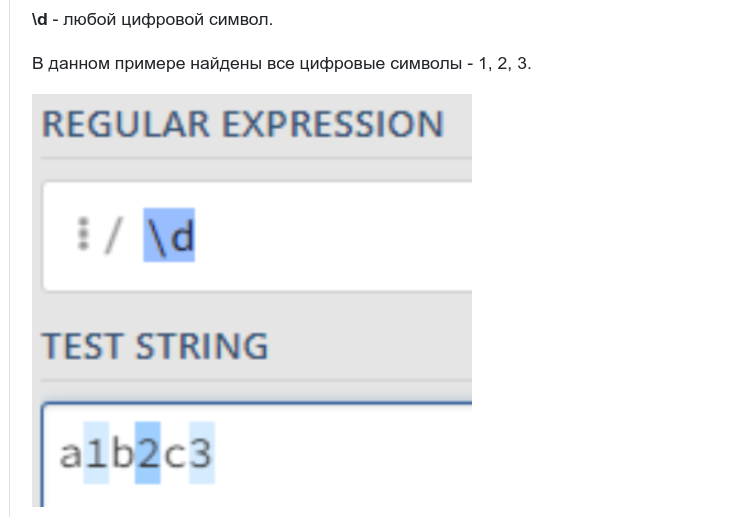 \d - любой цифровой символ.
В данном примере найдены все цифровые символы - 1, 2, 3.
REGULAR EXPRESSION
⋮ / \d
TEST STRING
a1b2c3